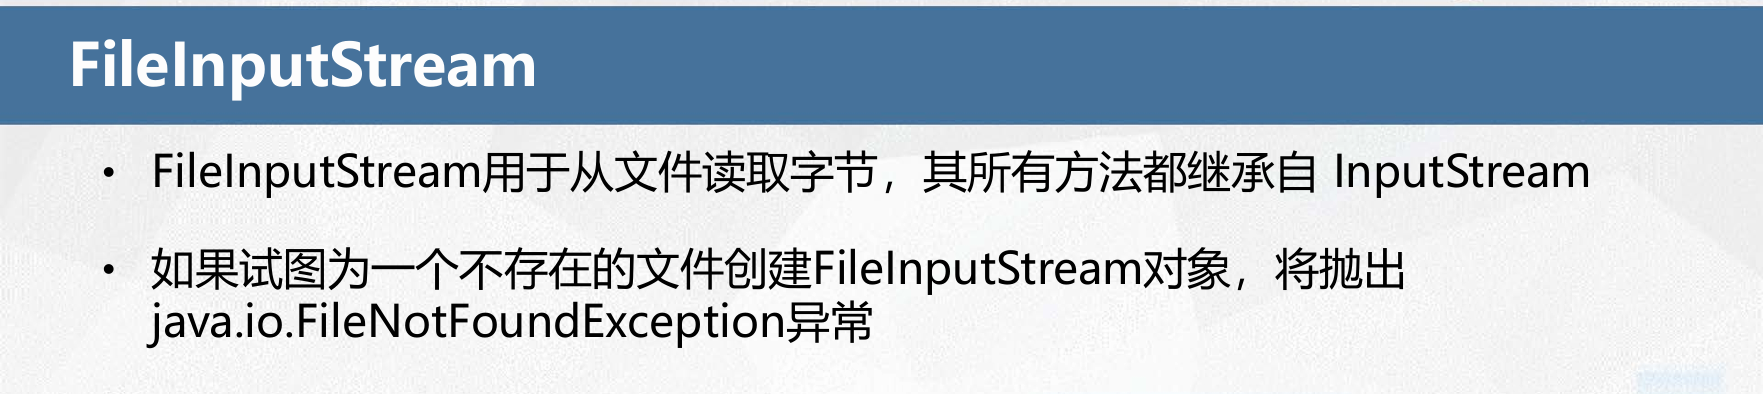 FileInputStream
• FileInputStream用于从文件读取字节，其所有方法都继承自 InputStream
• 如果试图为一个不存在的文件创建FileInputStream对象，将抛出
java.io.FileNotFoundException异常